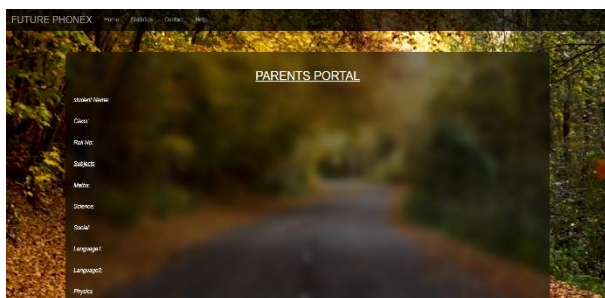 FUTURE PHONEX Home Statistics Contact Help
PARENTS PORTAL
student Name:
Class:
Roll No:
Subjects
Maths:
Science:
Social:
Language1:
Language2:
Physics